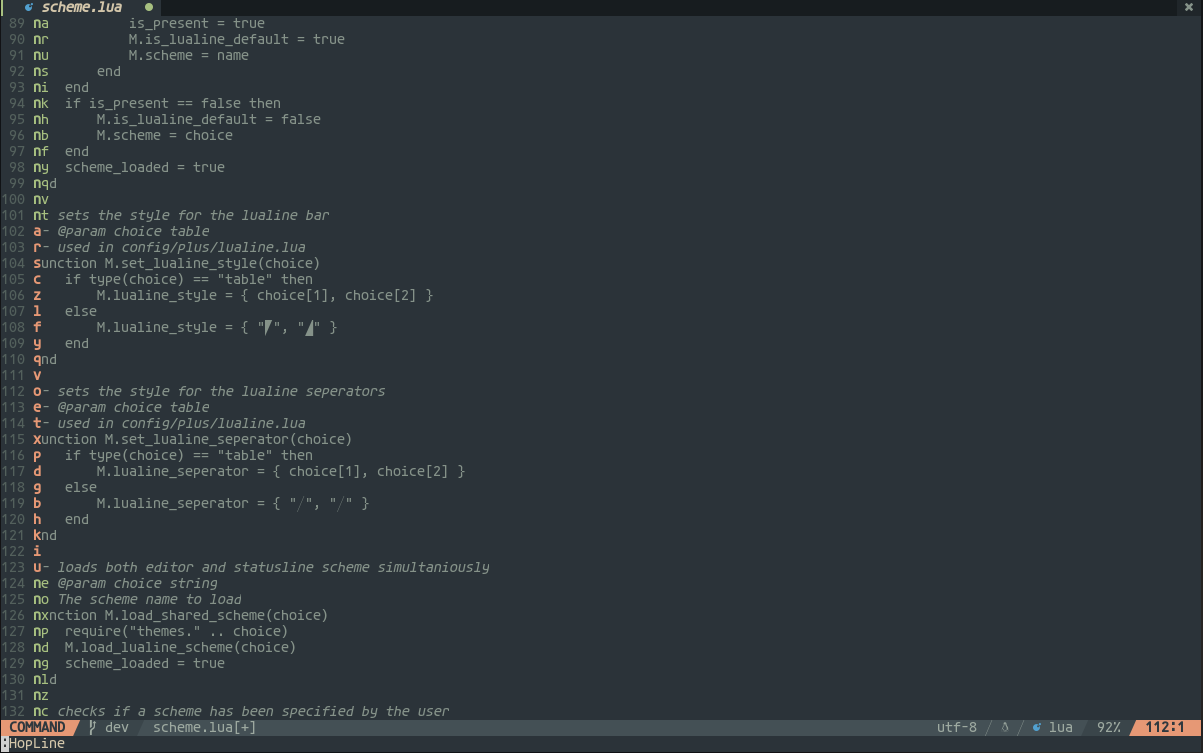 scheme.lua
89 na          is_present = true
90 nr          M.is_lualine_default = true
91 nu          M.scheme = name
92 ns      end
93 ni  end
94 nk  if is_present == false then
95 nh      M.is_lualine_default = false
96 nb      M.scheme = choice
97 nf  end
98 ny  scheme_loaded = true
99 nqd
100 nv
101 nt sets the style for the lualine bar
102 a- @param choice table
103 r- used in config/plus/lualine.lua
104 sunction M.set_lualine_style(choice)
105 c   if type(choice) == "table" then
106 z       M.lualine_style = { choice[1], choice[2] }
107 l   else
108 f       M.lualine_style = { "", "" }
109 y   end
110 qnd
111 v
112 o- sets the style for the lualine seperators
113 e- @param choice table
114 t- used in config/plus/lualine.lua
115 xunction M.set_lualine_seperator(choice)
116 p   if type(choice) == "table" then
117 d       M.lualine_seperator = { choice[1], choice[2] }
118 g   else
119 b       M.lualine_seperator = { "/", "/" }
120 h   end
121 knd
122 i
123 u- loads both editor and statusline scheme simultaniously
124 ne @param choice string
125 no The scheme name to load
126 nxnction M.load_shared_scheme(choice)
127 np  require("themes." .. choice)
128 nd  M.load_lualine_scheme(choice)
129 ng  scheme_loaded = true
130 nld
131 nz
132 nc checks if a scheme has been specified by the user
COMMAND dev / scheme.lua[+] utf-8 / / lua 92% 112:1
:HopLine